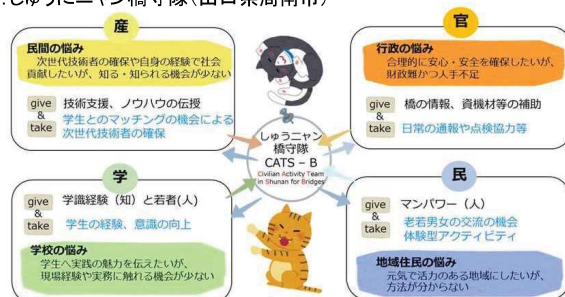 しゅうニャン橋守隊(山口県周南市)
産
民間の悩み
次世代技術者の確保や自身の経験で社会
貢献したいが、知る・知られる機会が少ない
give 技術支援、ノウハウの伝授
&
take 学生とのマッチングの機会による
次世代技術者の確保
官
行政の悩み
合理的に安心・安全を確保したいが、
財政難かつ人手不足
give 橋の情報、資機材等の補助
&
take 日常の通報や点検協力等
しゅうニャン
橋守隊
CATS – B
Civilian Activity Team
in Shunan for Bridges
学
give 学識経験(知)と若者(人)
&
take 学生の経験、意識の向上
学校の悩み
学生へ実践の魅力を伝えたいが、
現場経験や実務に触れる機会が少ない
民
give マンパワー(人)
&
take 老若男女の交流の機会
体験型アクティビティ
地域住民の悩み
元気で活力のある地域にしたいが、
方法が分からない